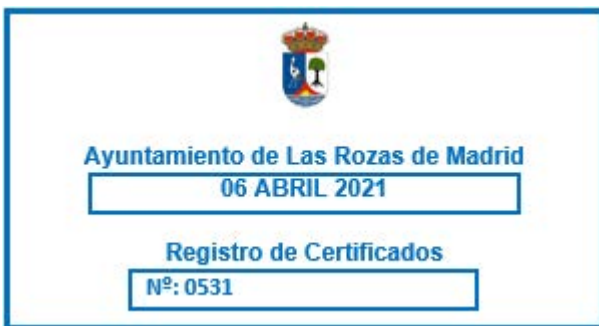 Ayuntamiento de Las Rozas de Madrid
06 ABRIL 2021
Registro de Certificados
Nº: 0531